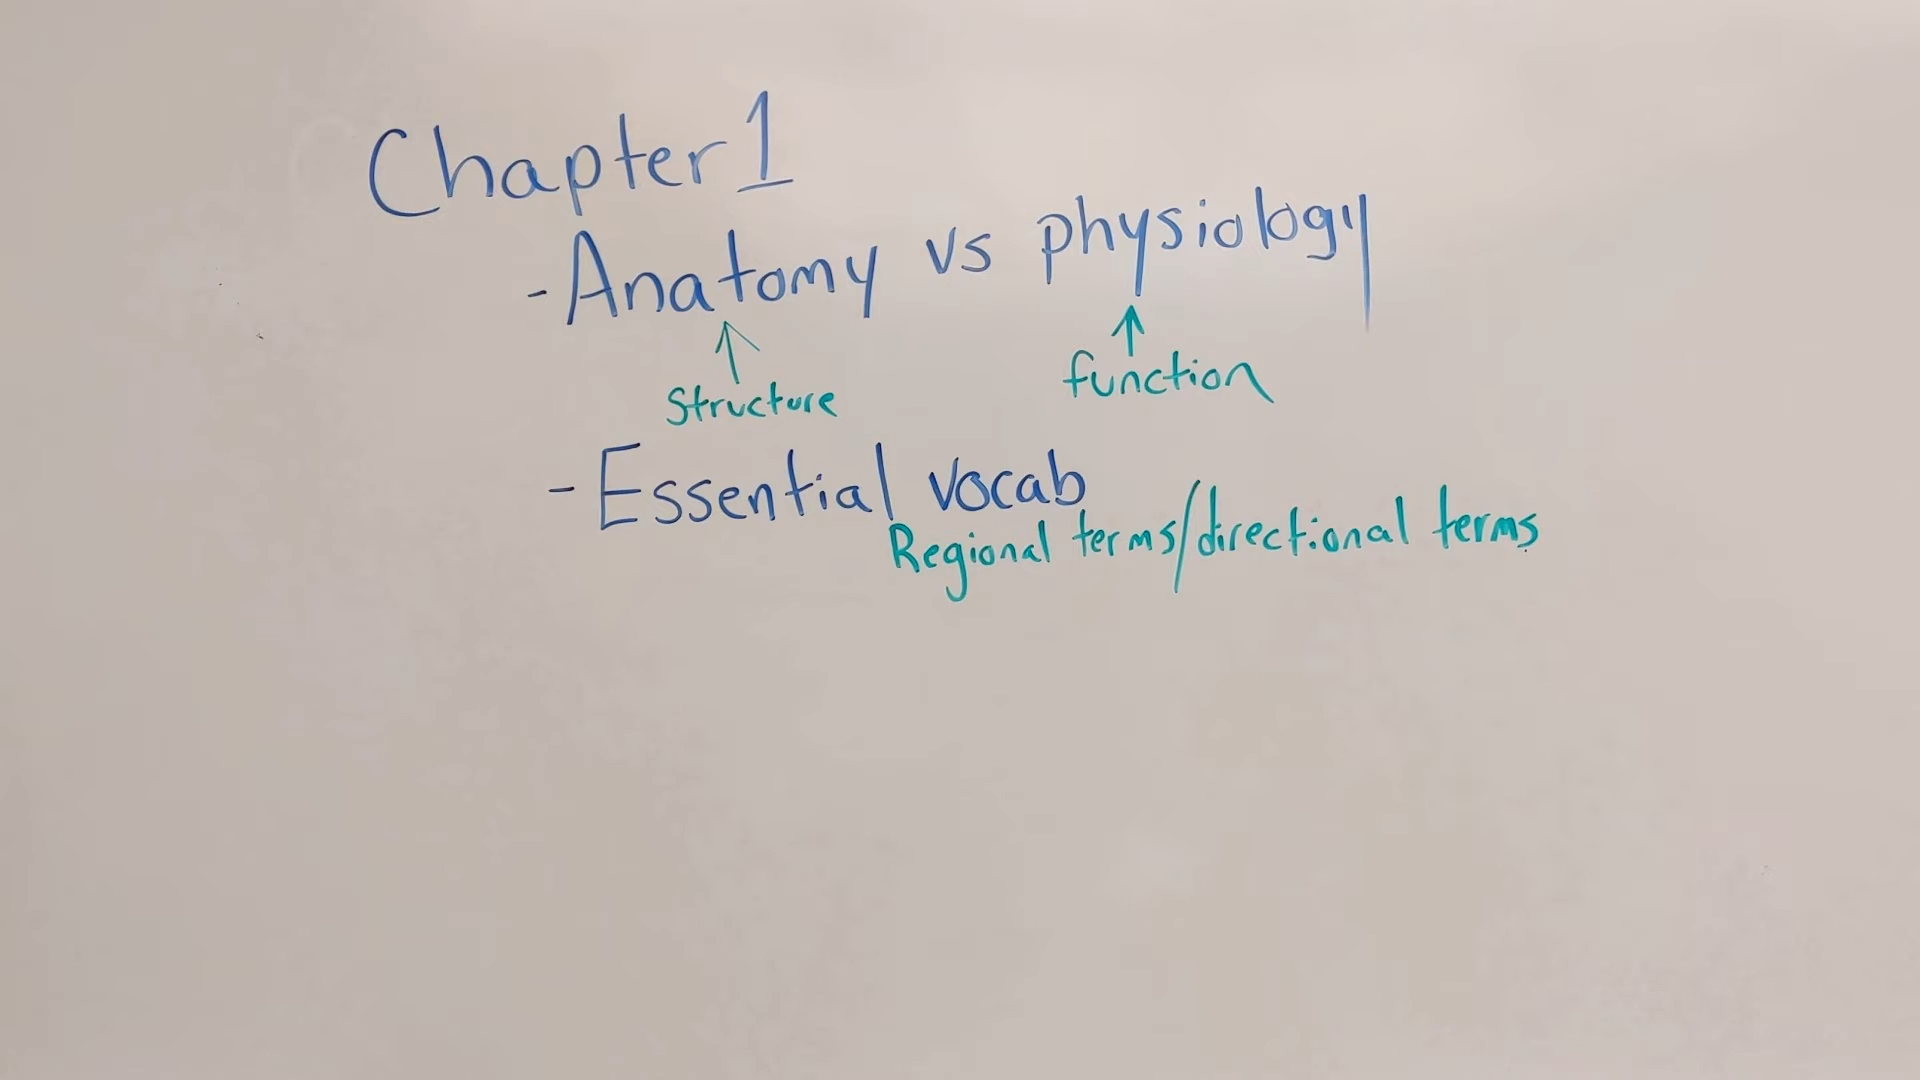 Chapter 1
- Anatomy vs physiology
↑ ↑
Structure function
- Essential vocab
Regional terms/directional terms